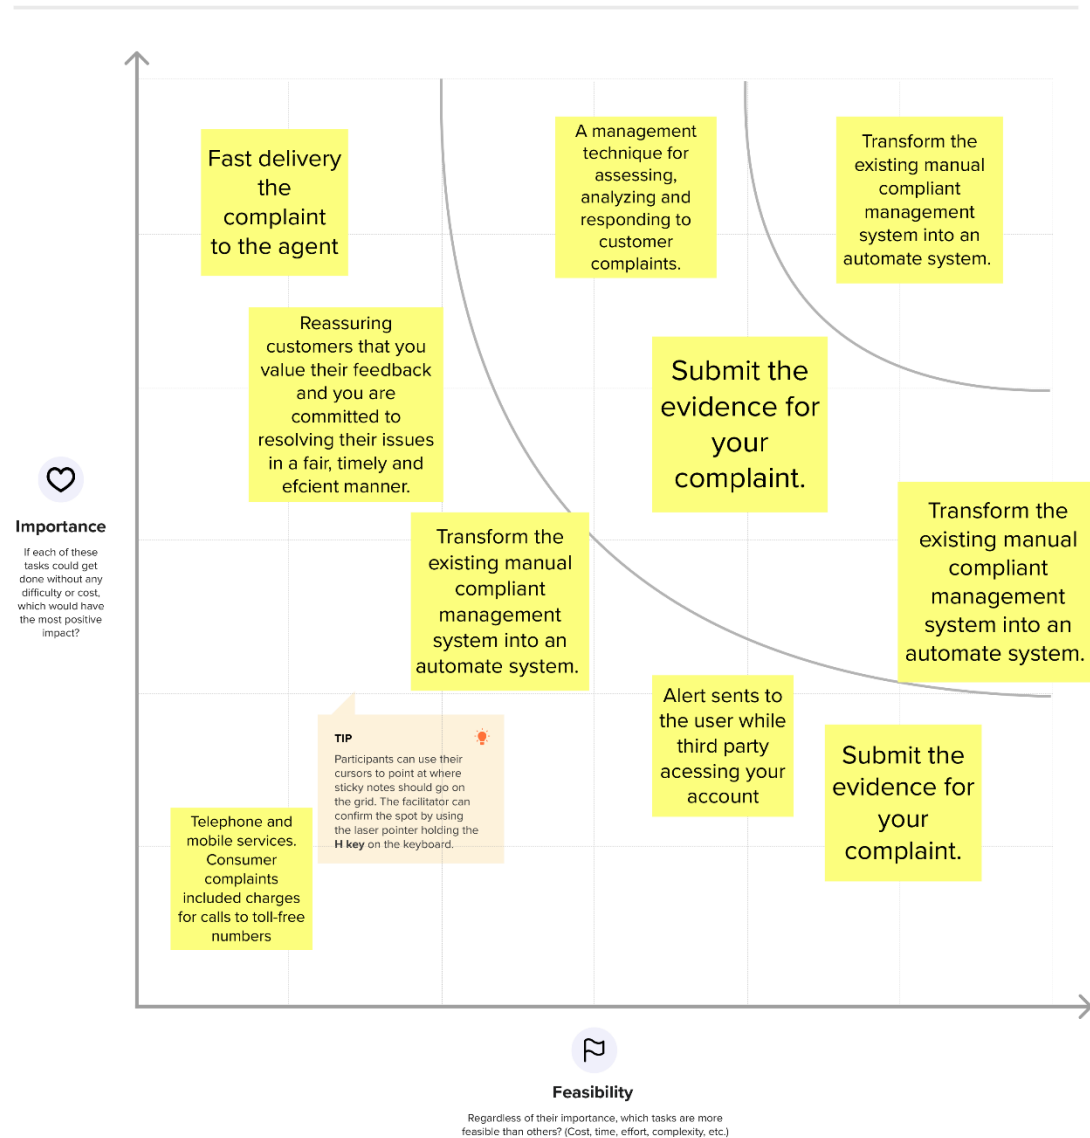 Fast delivery
the
complaint
to the agent
A management
technique for
assessing,
analyzing and
responding to
customer
complaints.
Transform the
existing manual
compliant
management
system into an
automate system.
Reassuring
customers that you
value their feedback
and you are
committed to
resolving their issues
in a fair, timely and
efcient manner.
Submit the
evidence for
your
complaint.
Importance
If each of these
tasks could get
done without any
difficulty or cost,
which would have
the most positive
impact?
Transform the
existing manual
compliant
management
system into an
automate system.
Transform the
existing manual
compliant
management
system into an
automate system.
TIP
Participants can use their
cursors to point at where
sticky notes should go on
the grid. The facilitator can
confirm the spot by using
the laser pointer holding the
H key on the keyboard.
Alert sents to
the user while
third party
acessing your
account
Submit the
evidence for
your
complaint.
Telephone and
mobile services.
Consumer
complaints
included charges
for calls to toll-free
numbers
Feasibility
Regardless of their importance, which tasks are more
feasible than others? (Cost, time, effort, complexity, etc.)